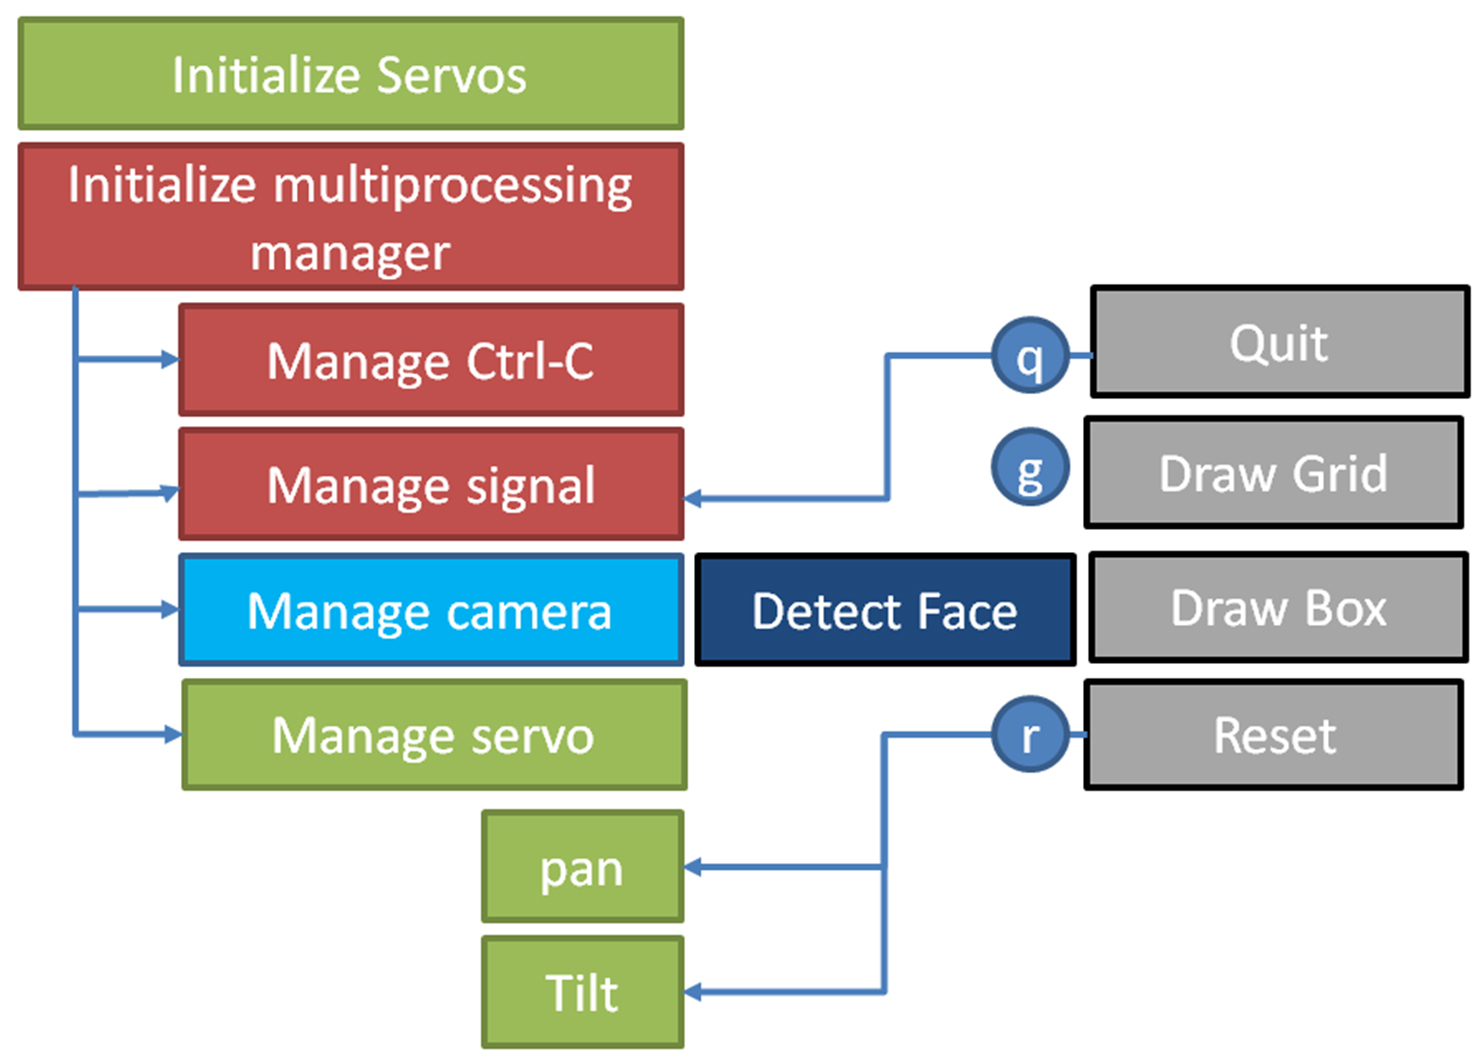 Initialize Servos
Initialize multiprocessing
manager
Manage Ctrl-C
q
Quit
Manage signal
g
Draw Grid
Manage camera
Detect Face
Draw Box
Manage servo
r
Reset
pan
Tilt